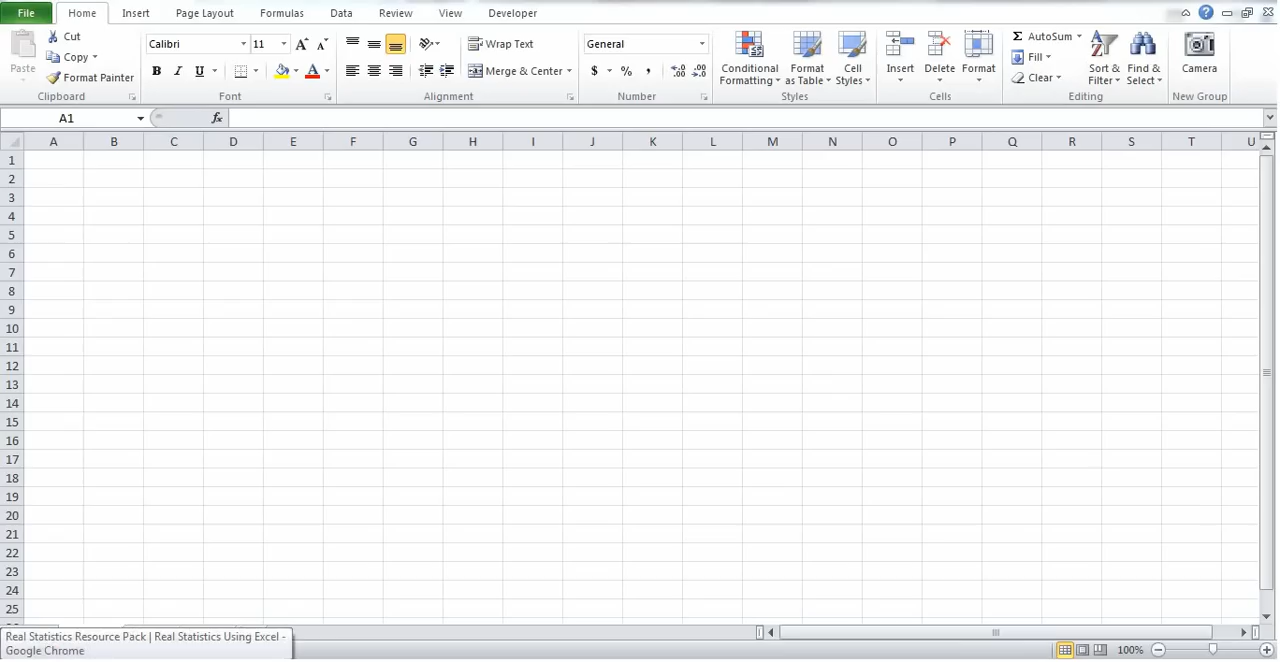 File Home Insert Page Layout Formulas Data Review View Developer
Cut
Calibri 11 Wrap Text General AutoSum
Copy Fill
Paste Conditional Format Cell Insert Delete Format Sort & Find & Camera
Format Painter B I U Merge & Center $ % , Formatting as Table Styles Clear Filter Select
Clipboard Font Alignment Number Styles Cells Editing New Group
A1 fx
A B C D E F G H I J K L M N O P Q R S T U
1
2
3
4
5
6
7
8
9
10
11
12
13
14
15
16
17
18
19
20
21
22
23
24
25
Real Statistics Resource Pack | Real Statistics Using Excel -
Google Chrome
100%